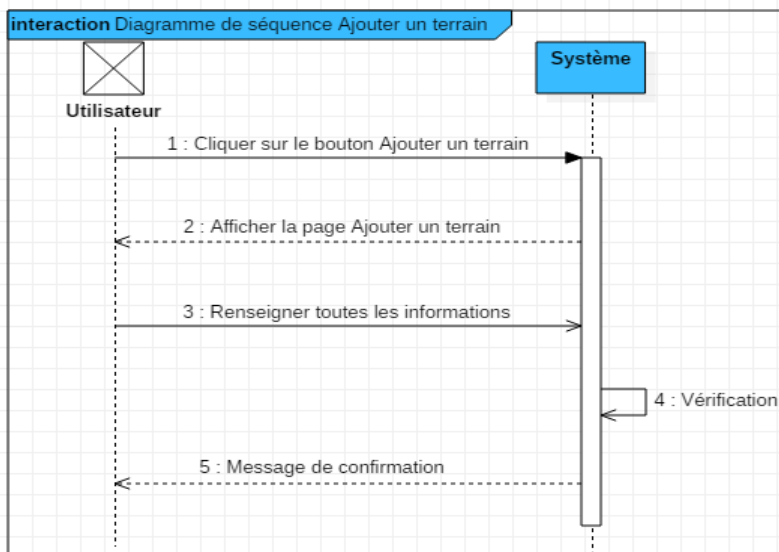 interaction Diagramme de séquence Ajouter un terrain
Système
Utilisateur
1 : Cliquer sur le bouton Ajouter un terrain
2 : Afficher la page Ajouter un terrain
3 : Renseigner toutes les informations
4 : Vérification
5 : Message de confirmation